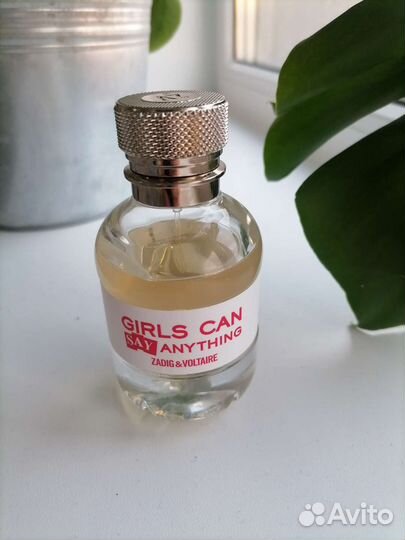 GIRLS CAN
SAY ANYTHING
ZADIG & VOLTAIRE
Avito